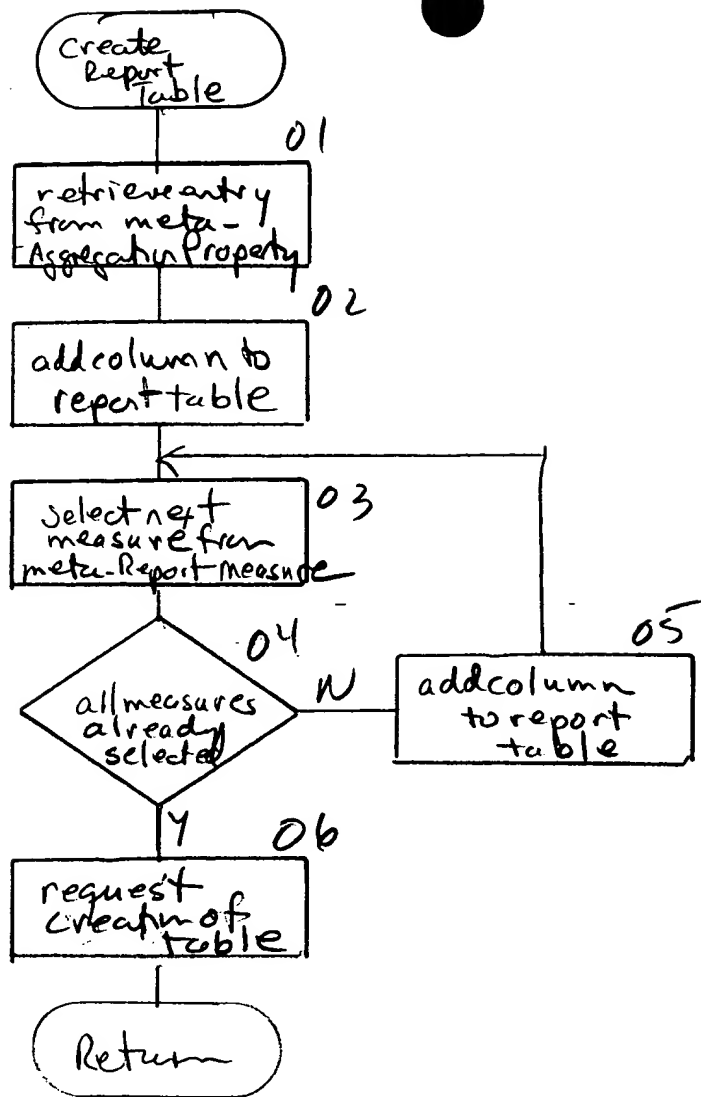 Create
Report
Table
01
retrieve entry
from meta-
Aggregation Property
02
add column to
report table
03
select next
measure from
meta-Report-measure
04
all measures
already
selected
N
05
add column
to report
table
Y
06
request
creation of
table
Return